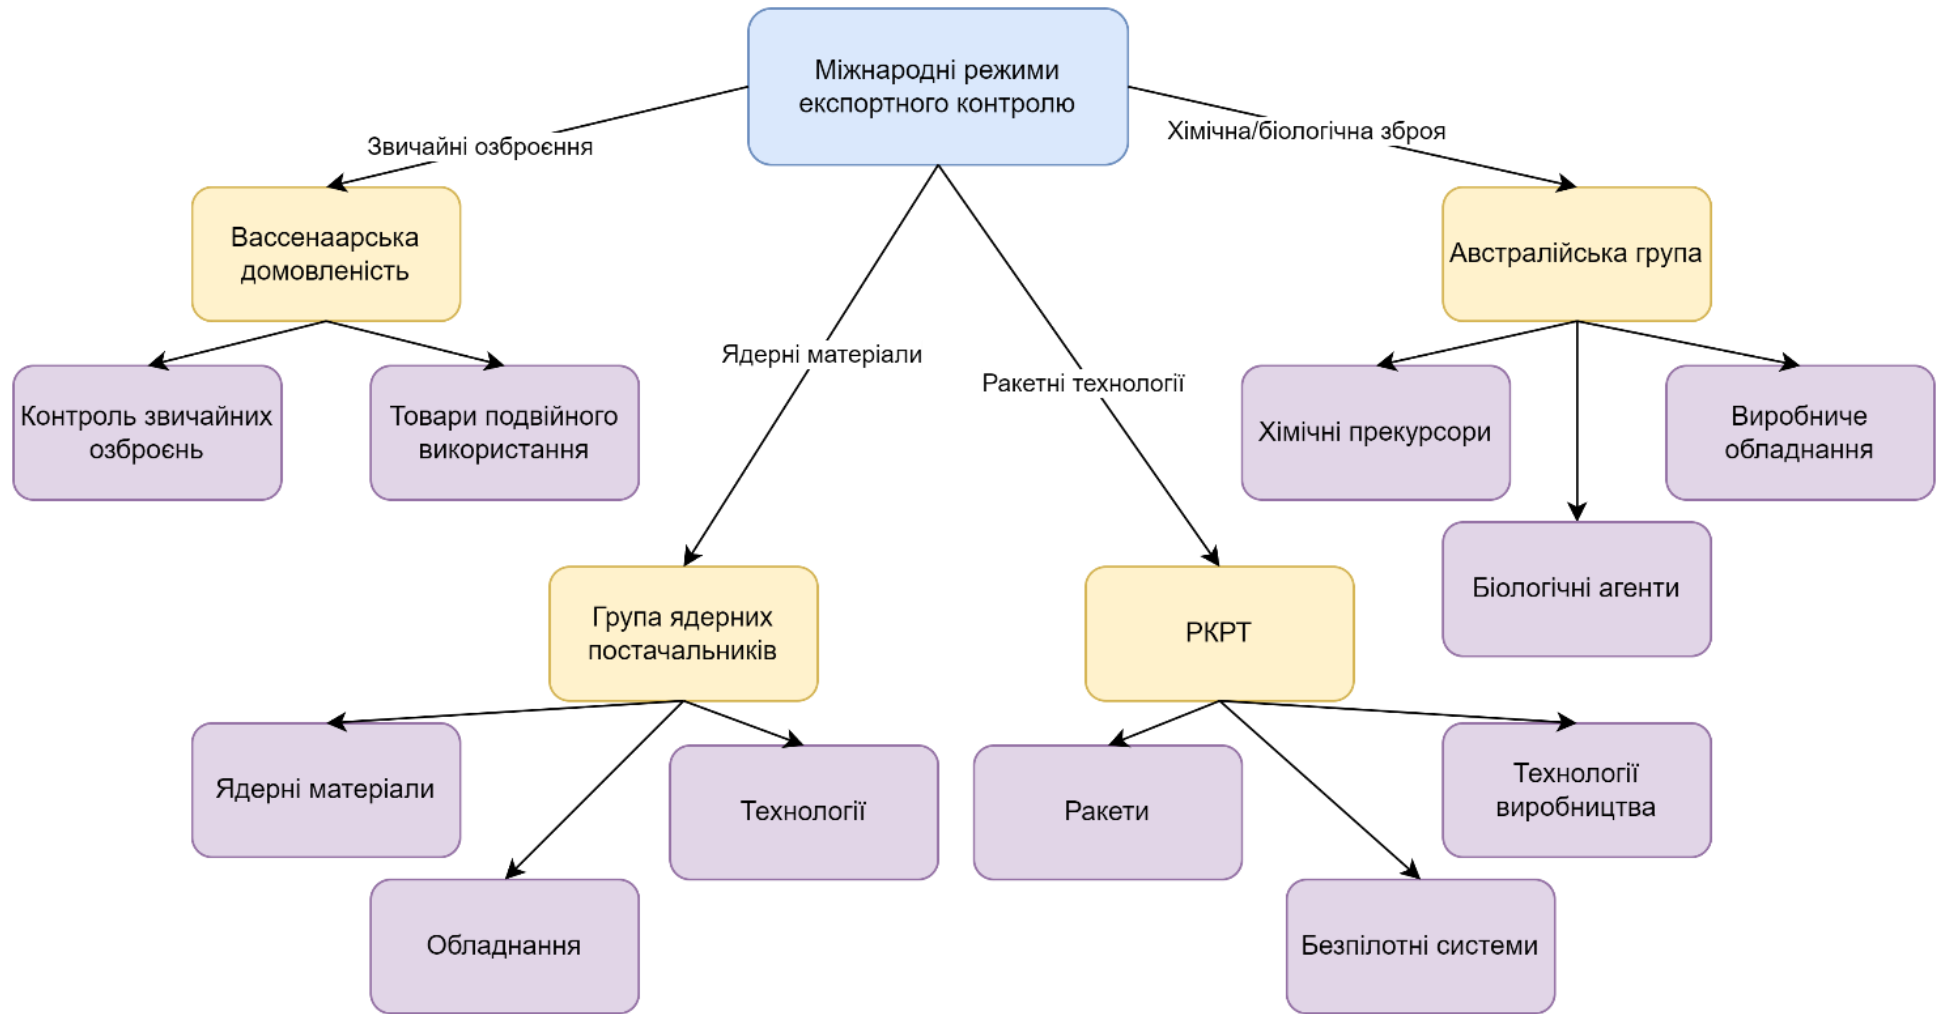 Міжнародні режими
експортного контролю
Звичайні озброєння
Хімічна/біологічна зброя
Вассенаарська
домовленість
Австралійська група
Ядерні матеріали
Ракетні технології
Контроль звичайних
озброєнь
Товари подвійного
використання
Хімічні прекурсори
Виробниче
обладнання
Біологічні агенти
Група ядерних
постачальників
РКРТ
Ядерні матеріали
Технології
Ракети
Технології
виробництва
Обладнання
Безпілотні системи